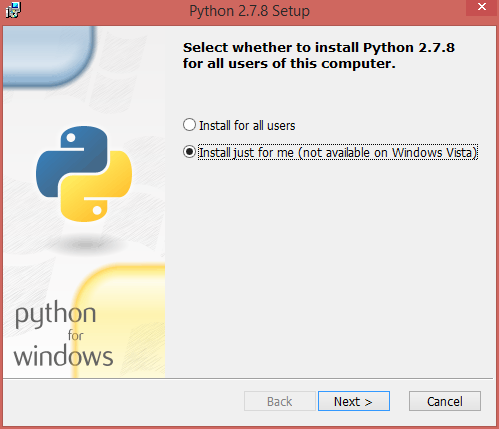 Python 2.7.8 Setup
Select whether to install Python 2.7.8
for all users of this computer.
Install for all users
Install just for me (not available on Windows Vista)
python
for
windows
Back
Next >
Cancel